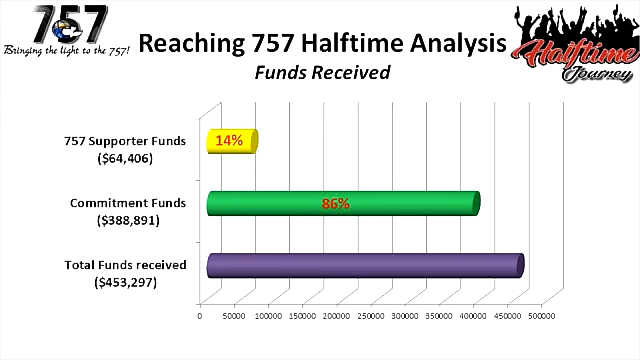 757
Bringing the light to the 757!
Reaching 757 Halftime Analysis
Funds Received
Halftime
Journey
757 Supporter Funds
($64,406)
14%
Commitment Funds
($388,891)
86%
Total Funds received
($453,297)
0 50000 100000 150000 200000 250000 300000 350000 400000 450000 500000